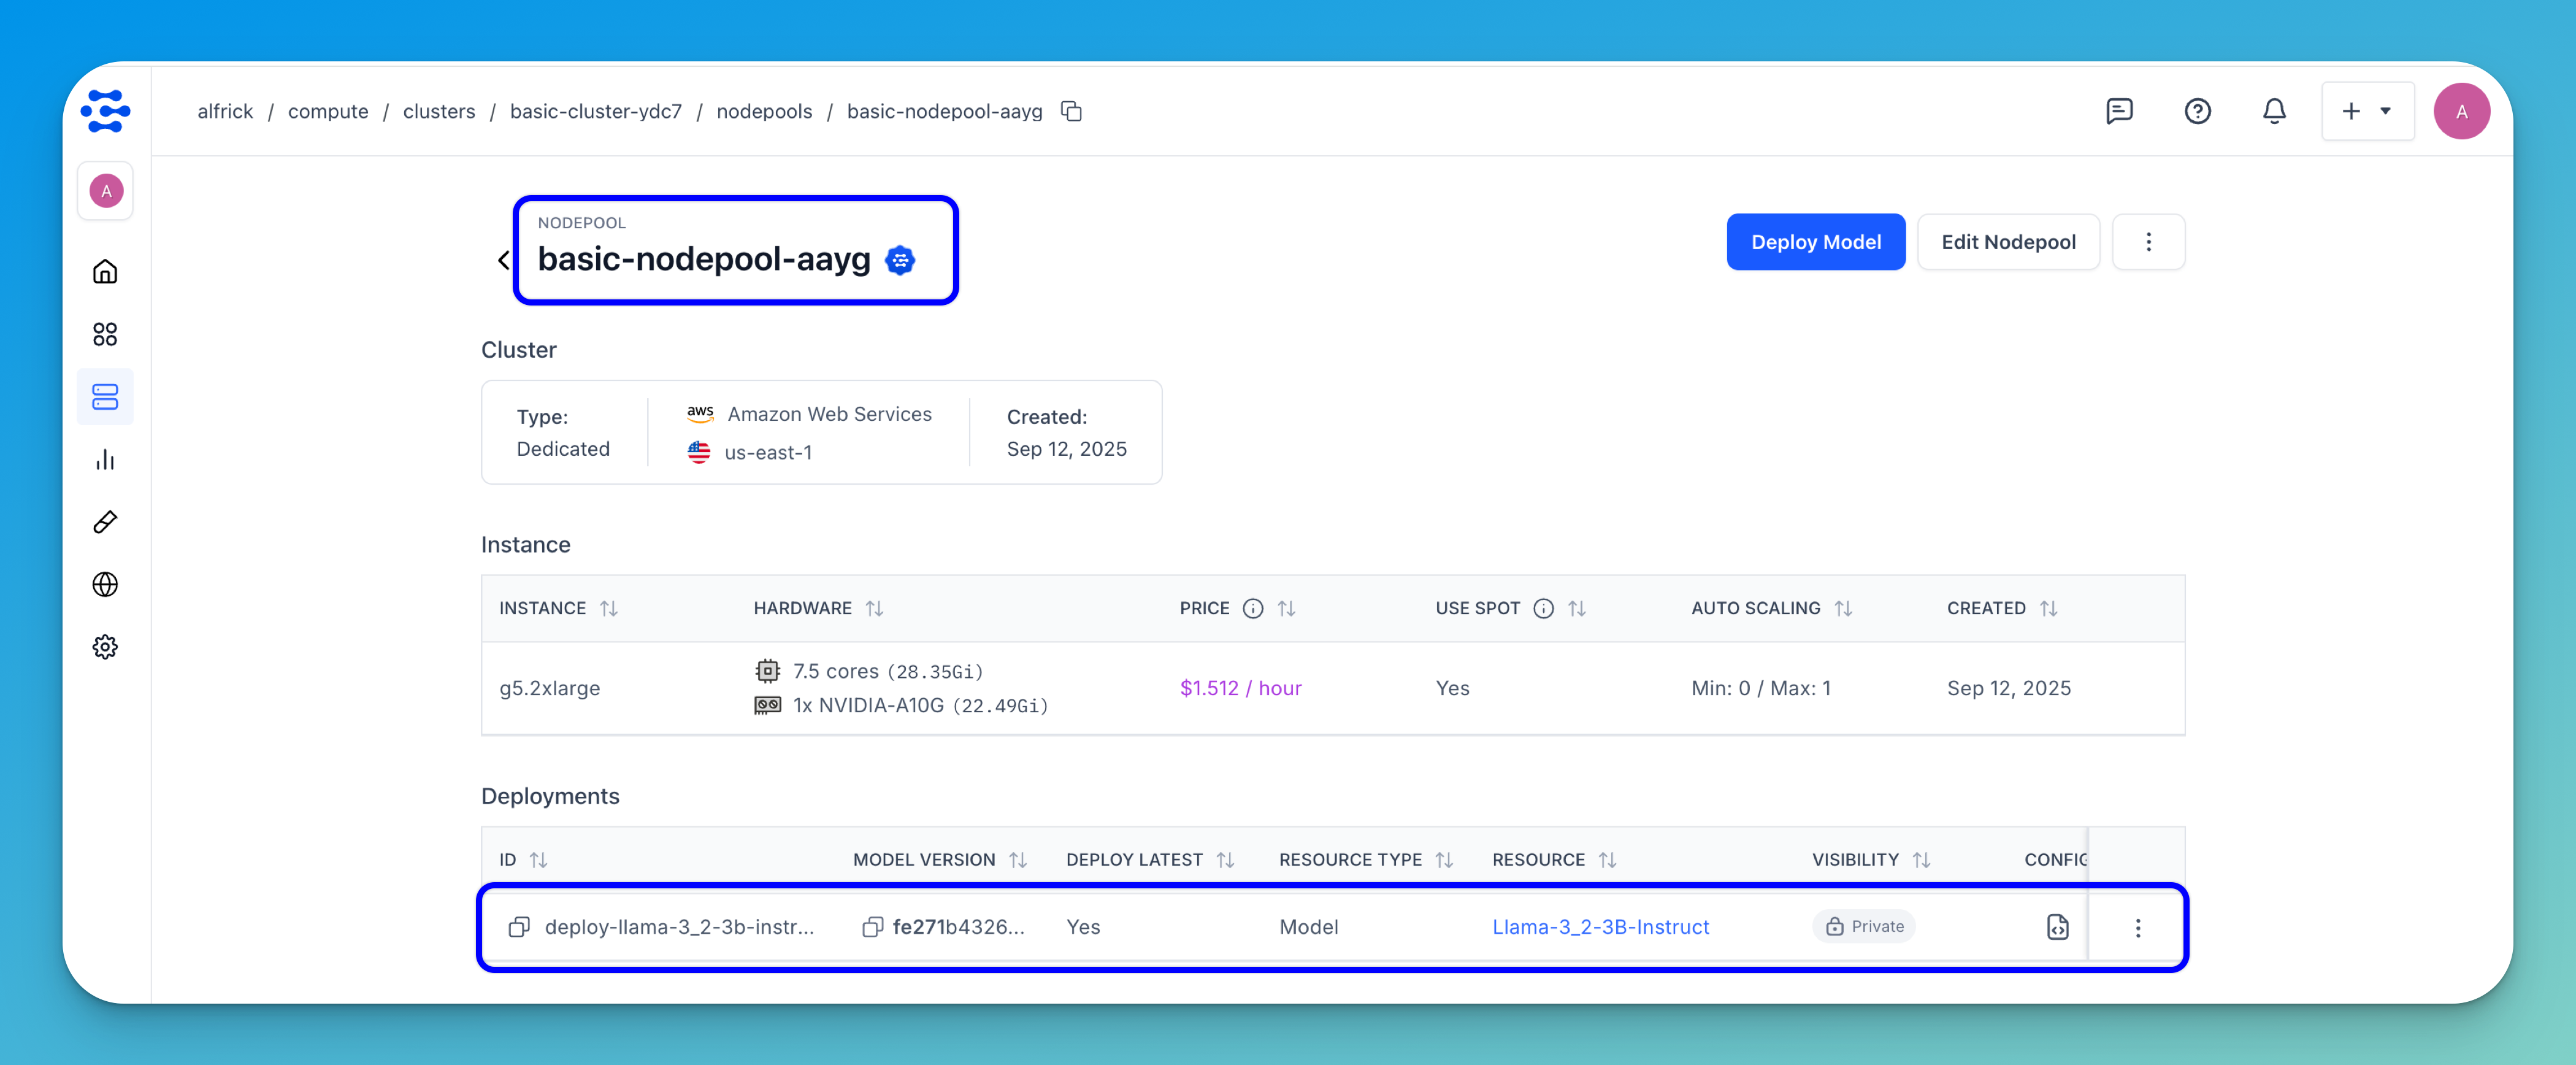 alfrick / compute / clusters / basic-cluster-ydc7 / nodepools / basic-nodepool-aayg
A
A
NODEPOOL
basic-nodepool-aayg
Deploy Model
Edit Nodepool
Cluster
Type:
Dedicated
aws Amazon Web Services
us-east-1
Created:
Sep 12, 2025
Instance
INSTANCE HARDWARE PRICE USE SPOT AUTO SCALING CREATED
g5.2xlarge
7.5 cores (28.35Gi)
1x NVIDIA-A10G (22.49Gi)
$1.512 / hour
Yes
Min: 0 / Max: 1
Sep 12, 2025
Deployments
ID MODEL VERSION DEPLOY LATEST RESOURCE TYPE RESOURCE VISIBILITY CONFIG
deploy-llama-3_2-3b-instr... fe271b4326... Yes Model Llama-3_2-3B-Instruct Private